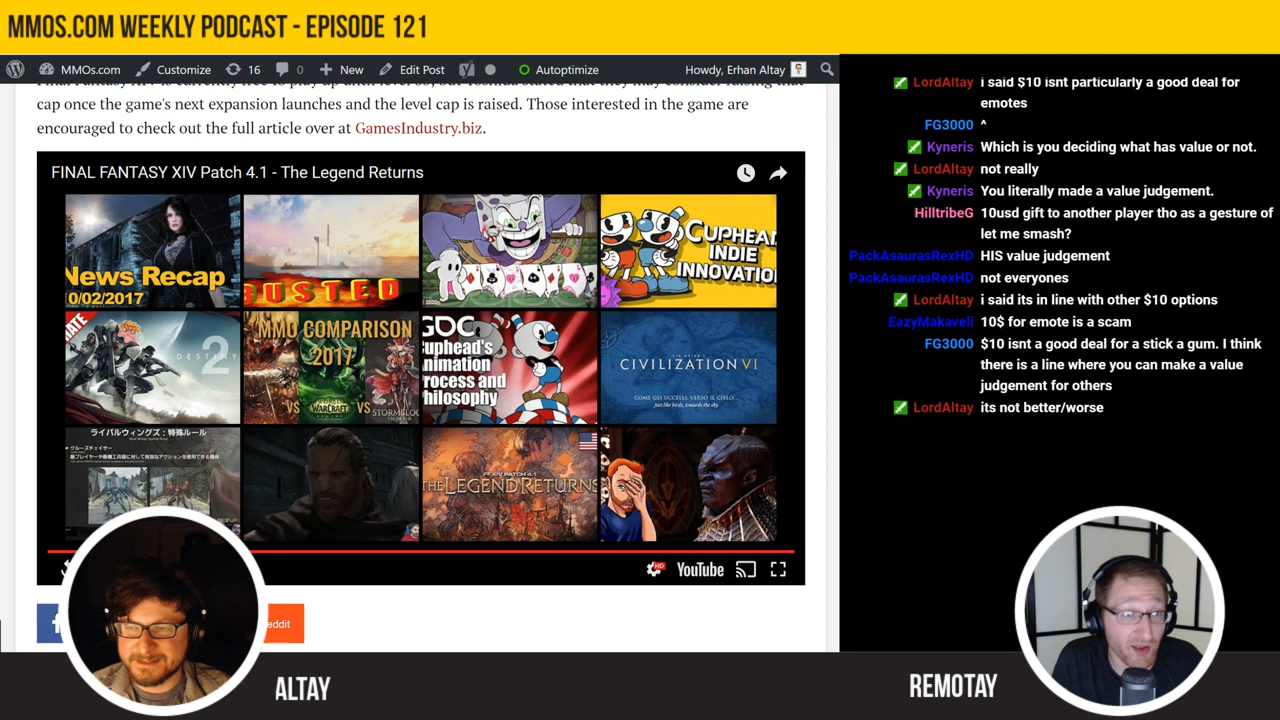 MMOS.COM WEEKLY PODCAST - EPISODE 121
MMOs.com
Customize
16
0
New
Edit Post
Autoptimize
Howdy, Erhan Altay
cap once the game's next expansion launches and the level cap is raised. Those interested in the game are
encouraged to check out the full article over at GamesIndustry.biz.
FINAL FANTASY XIV Patch 4.1 - The Legend Returns
News Recap
0/02/2017
BUSTED
CUPHEAD
INDIE
INNOVATION
DESTINY
2
MMO COMPARISON
2017
VS
WARCRAFT
VS
STORMBLO
GDC
Cuphead's
Animation
Process and
Philosophy
SID MEIER'S
CIVILIZATION VI
COME GLI UCCELLI, VERSO IL CIELO...
Just like birds, towards the sky.
ライバルウィングズ：特殊ルール
FFXIV PATCH 4.1
THE LEGEND RETURNS
HD
YouTube
f
eddit
ALTAY
REMOTAY
LordAltay i said $10 isnt particularly a good deal for
emotes
FG3000 ^
Kyneris Which is you deciding what has value or not.
LordAltay not really
Kyneris You literally made a value judgement.
HilltribeG 10usd gift to another player tho as a gesture of
let me smash?
PackAsaurasRexHD HIS value judgement
PackAsaurasRexHD not everyones
LordAltay i said its in line with other $10 options
EazyMakaveli 10$ for emote is a scam
FG3000 $10 isnt a good deal for a stick a gum. I think
there is a line where you can make a value
judgement for others
LordAltay its not better/worse